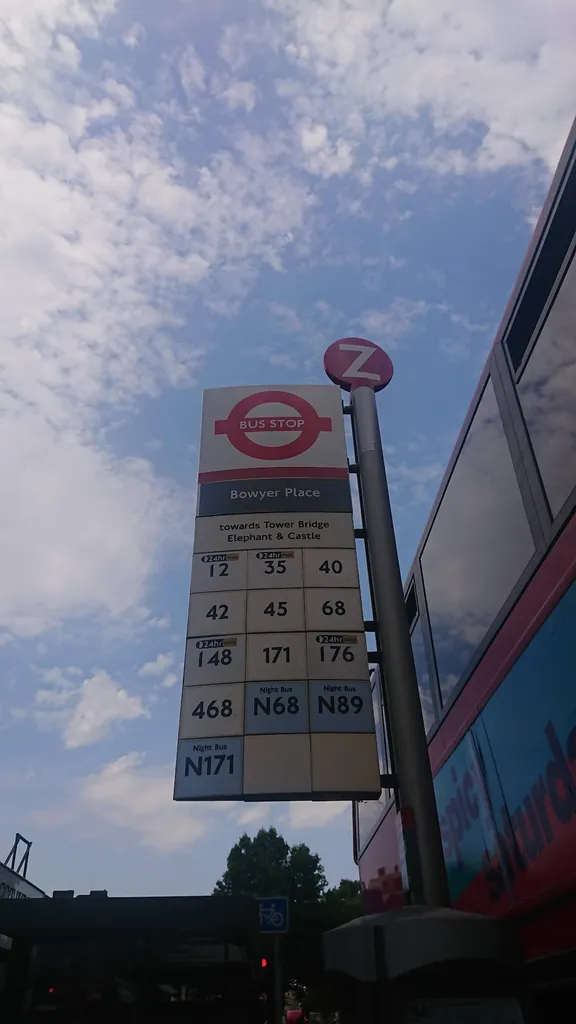 Z
BUS STOP
Bowyer Place
towards Tower Bridge
Elephant & Castle
24hr 24hr
12 35 40
42 45 68
24hr 24hr
148 171 176
Night Bus Night Bus
468 N68 N89
Night Bus
N171